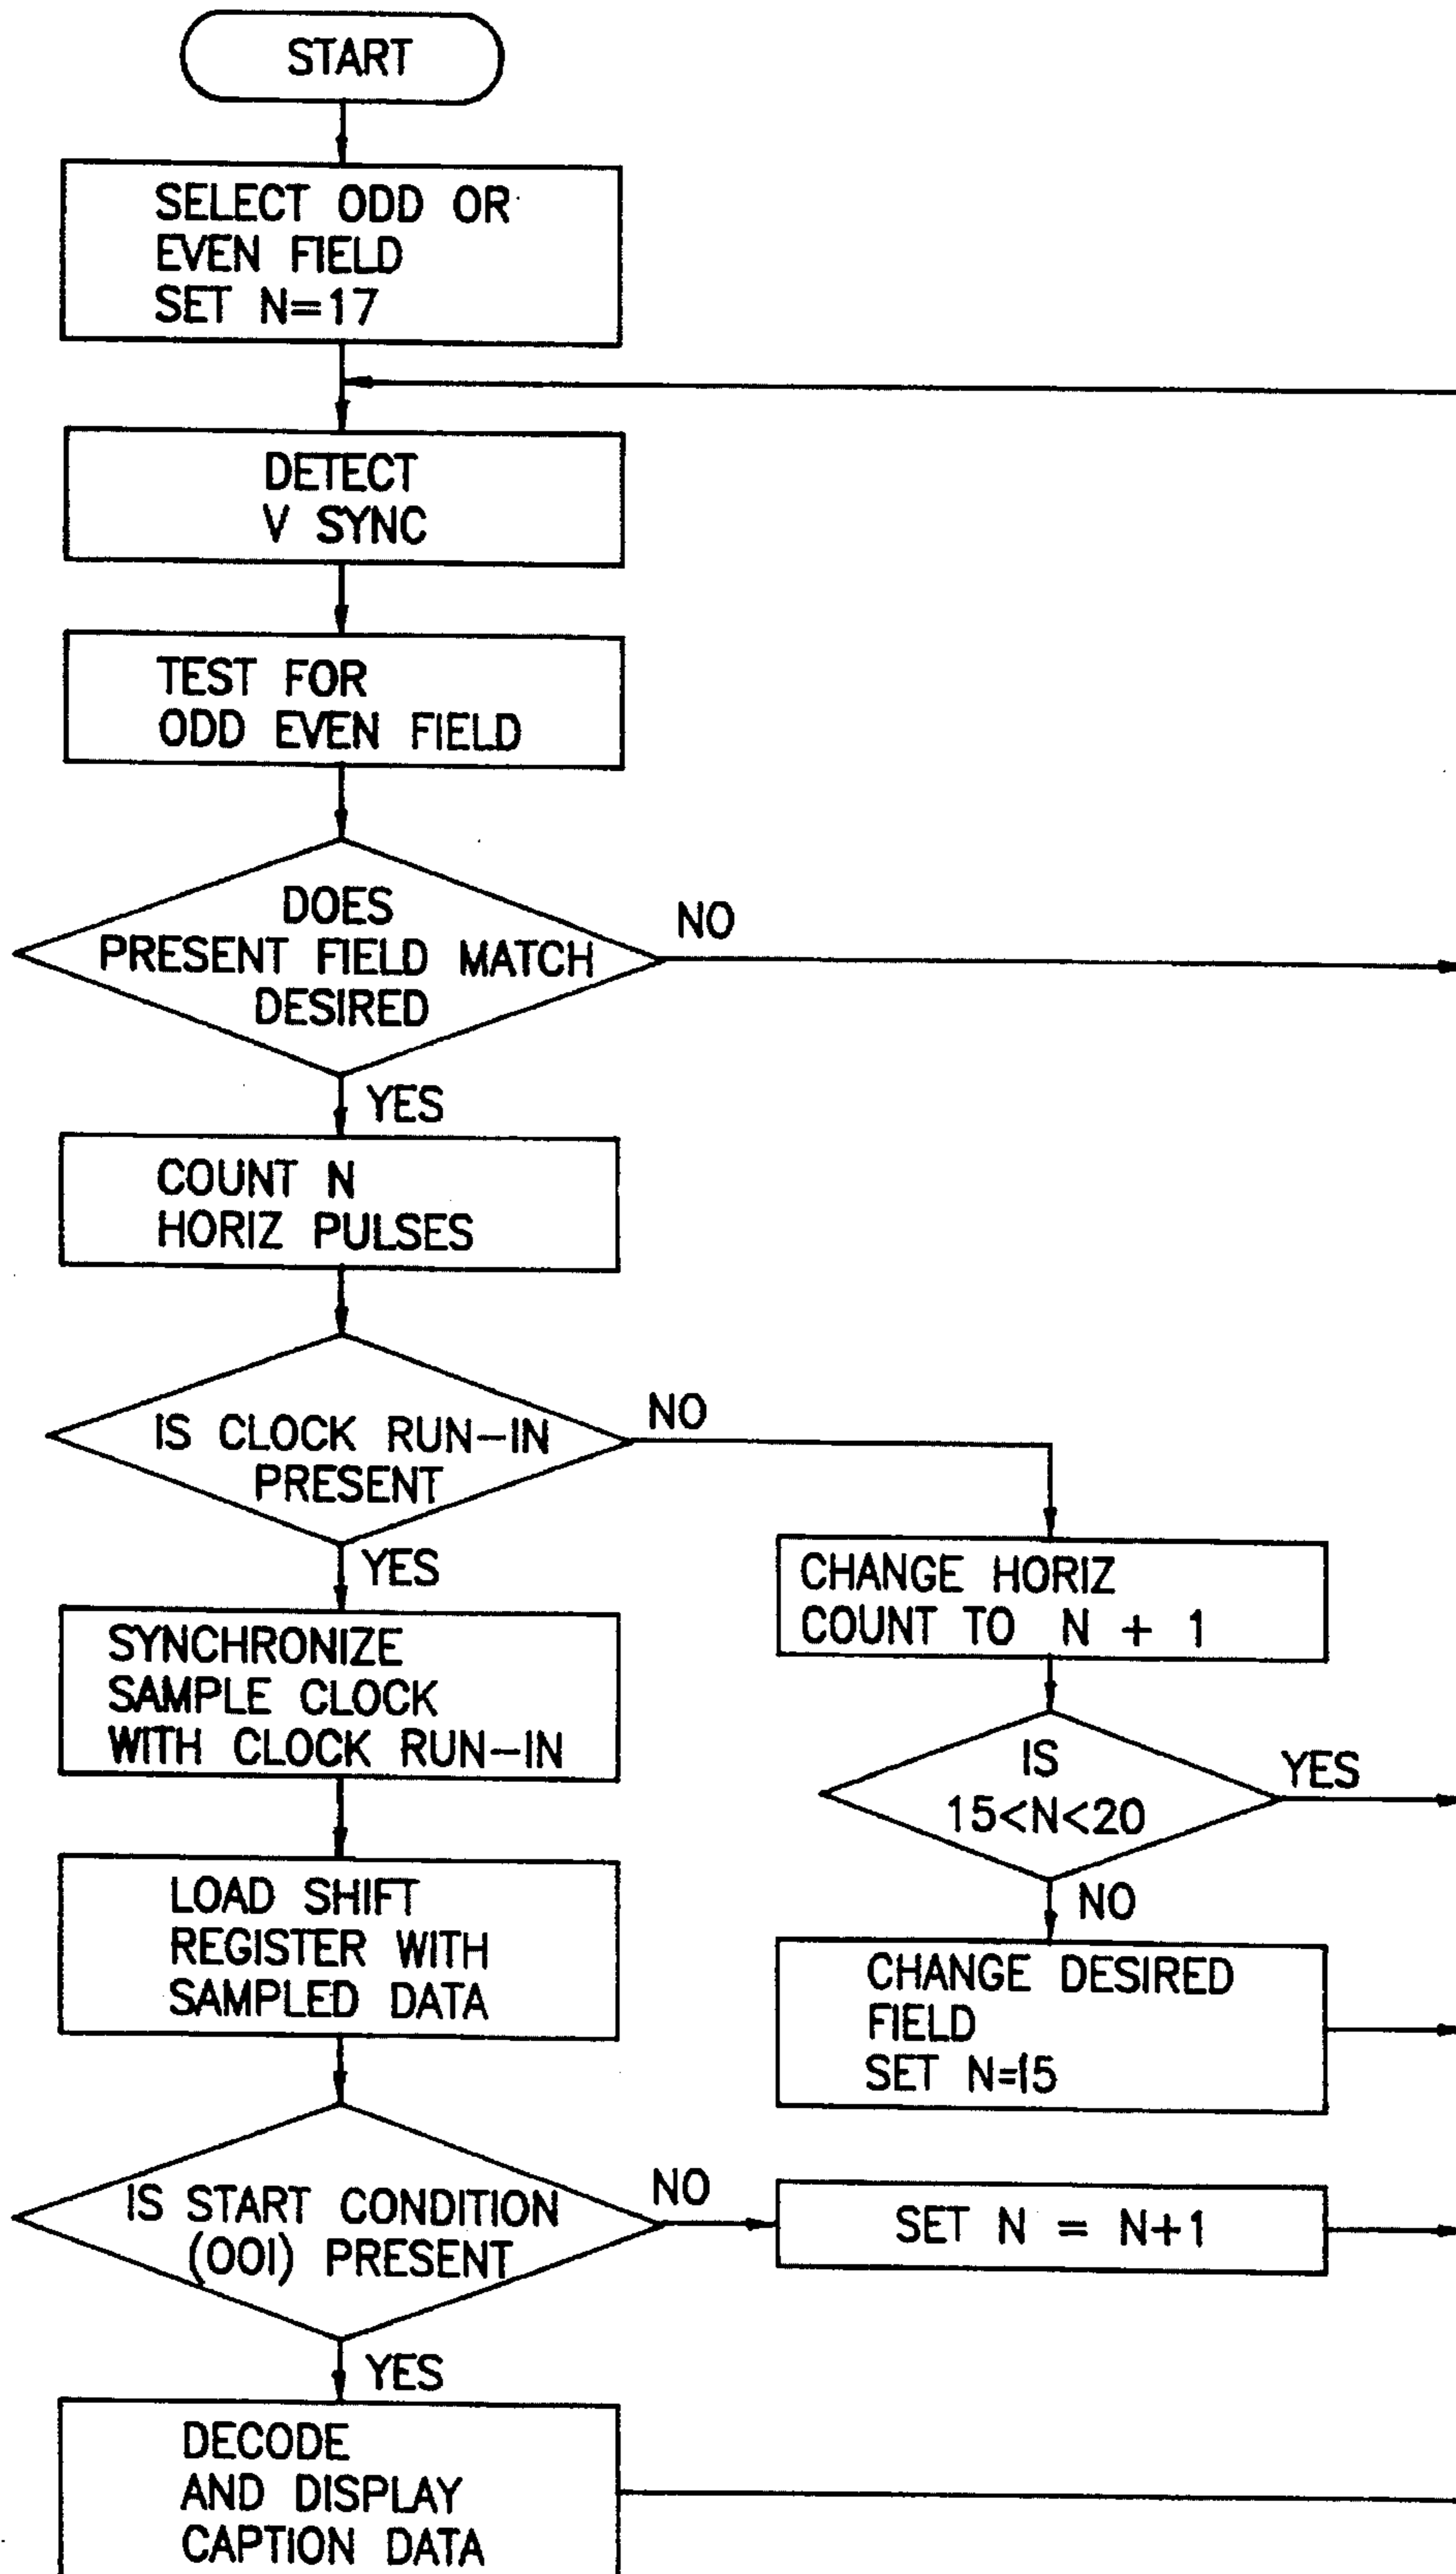 START
SELECT ODD OR
EVEN FIELD
SET N=17
DETECT
V SYNC
TEST FOR
ODD EVEN FIELD
DOES
PRESENT FIELD MATCH
DESIRED
NO
YES
COUNT N
HORIZ PULSES
IS CLOCK RUN-IN
PRESENT
NO
YES
CHANGE HORIZ
COUNT TO N + 1
SYNCHRONIZE
SAMPLE CLOCK
WITH CLOCK RUN-IN
IS
15<N<20
YES
NO
LOAD SHIFT
REGISTER WITH
SAMPLED DATA
CHANGE DESIRED
FIELD
SET N=15
IS START CONDITION
(001) PRESENT
NO
SET N = N+1
YES
DECODE
AND DISPLAY
CAPTION DATA